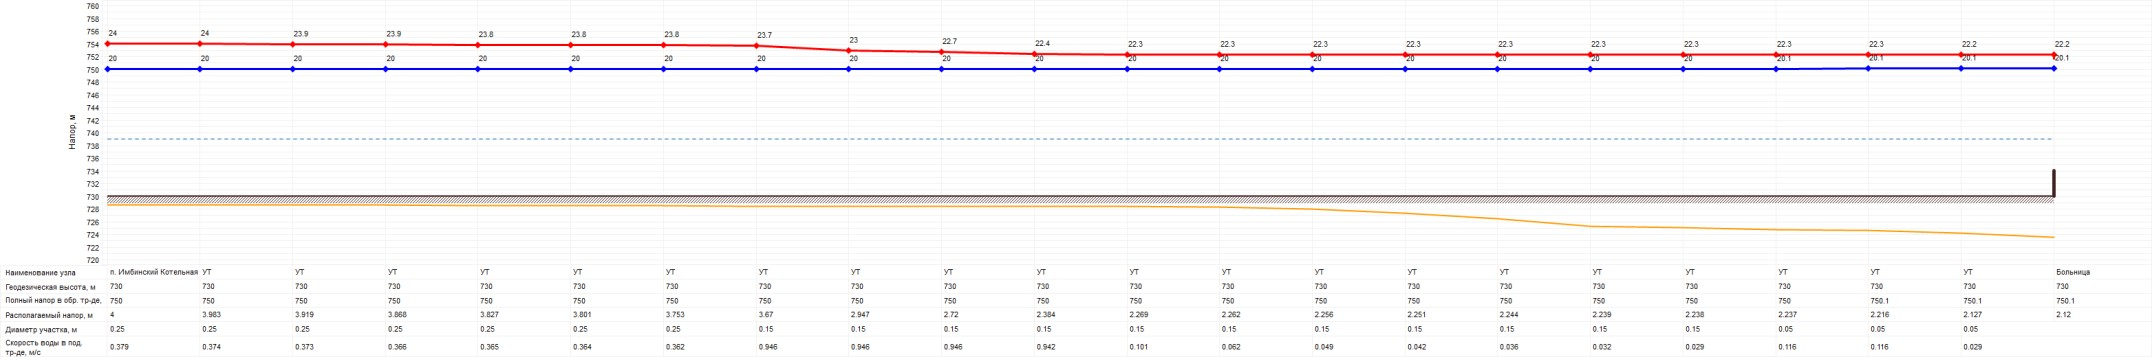 760
758
756
754
752
750
748
746
744
742
740
738
736
734
732
730
728
726
724
722
720
Напор, м
24 24 23.9 23.9 23.8 23.8 23.8 23.7 23 22.7 22.4 22.3 22.3 22.3 22.3 22.3 22.3 22.3 22.3 22.3 22.2 22.2
20 20 20 20 20 20 20 20 20 20 20 20 20 20 20 20 20 20 20.1 20.1 20.1 20.1
Наименование узла п. Имбинский Котельная УТ УТ УТ УТ УТ УТ УТ УТ УТ УТ УТ УТ УТ УТ УТ УТ УТ УТ УТ УТ Больница
Геодезическая высота, м 730 730 730 730 730 730 730 730 730 730 730 730 730 730 730 730 730 730 730 730 730 730
Полный напор в обр. тр-де, 750 750 750 750 750 750 750 750 750 750 750 750 750 750 750 750 750 750 750 750.1 750.1 750.1
Располагаемый напор, м 4 3.983 3.919 3.868 3.827 3.801 3.753 3.67 2.947 2.72 2.384 2.269 2.262 2.256 2.251 2.244 2.239 2.238 2.237 2.216 2.127 2.12
Диаметр участка, м 0.25 0.25 0.25 0.25 0.25 0.25 0.25 0.15 0.15 0.15 0.15 0.15 0.15 0.15 0.15 0.15 0.15 0.15 0.05 0.05 0.05
Скорость воды в под.
тр-де, м/с 0.379 0.374 0.373 0.366 0.365 0.364 0.362 0.946 0.946 0.946 0.942 0.101 0.062 0.049 0.042 0.036 0.032 0.029 0.116 0.116 0.029